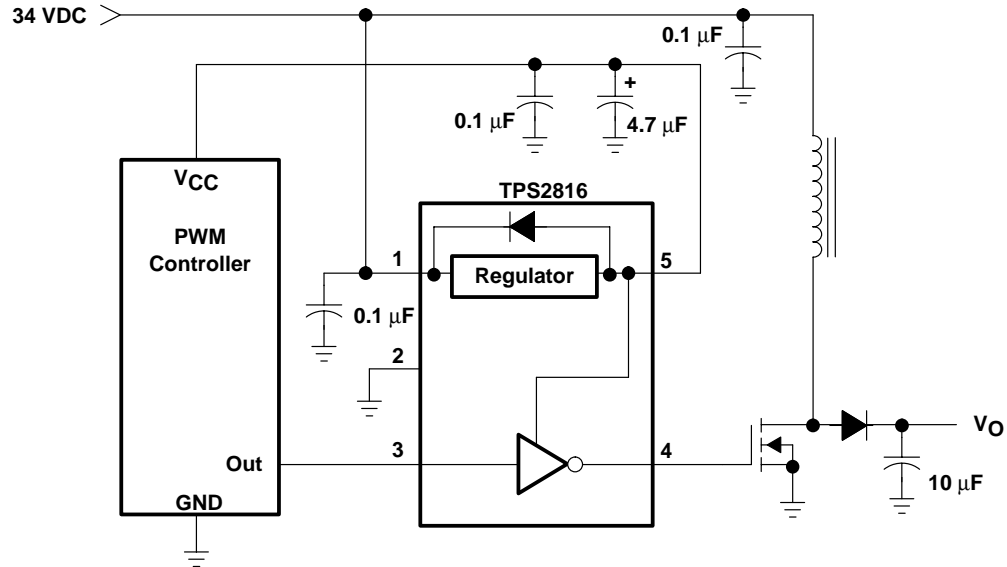 34 VDC
0.1 μF
+
0.1 μF
4.7 μF
VCC
TPS2816
PWM
Controller
1
Regulator
5
0.1 μF
2
Out
3
4
VO
10 μF
GND